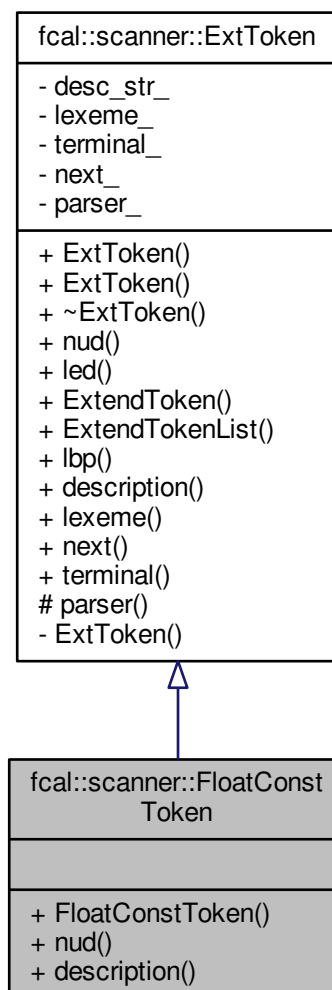 fcal::scanner::ExtToken
- desc_str_
- lexeme_
- terminal_
- next_
- parser_
+ ExtToken()
+ ExtToken()
+ ~ExtToken()
+ nud()
+ led()
+ ExtendToken()
+ ExtendTokenList()
+ lbp()
+ description()
+ lexeme()
+ next()
+ terminal()
# parser()
- ExtToken()
fcal::scanner::FloatConst
Token
+ FloatConstToken()
+ nud()
+ description()